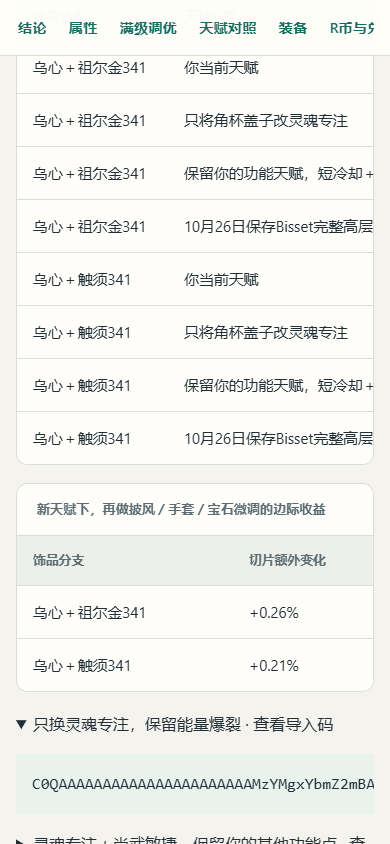 结论 属性 满级调优 天赋对照 装备 R币与
乌心＋祖尔金341 你当前天赋
乌心＋祖尔金341 只将角杯盖子改灵魂专注
乌心＋祖尔金341 保留你的功能天赋，短冷却＋
乌心＋祖尔金341 10月26日保存Bisset完整高层
乌心＋触须341 你当前天赋
乌心＋触须341 只将角杯盖子改灵魂专注
乌心＋触须341 保留你的功能天赋，短冷却＋
乌心＋触须341 10月26日保存Bisset完整高层
新天赋下，再做披风 / 手套 / 宝石微调的边际收益
饰品分支 切片额外变化
乌心＋祖尔金341 +0.26%
乌心＋触须341 +0.21%
▼ 只换灵魂专注，保留能量爆裂 · 查看导入码
C0QAAAAAAAAAAAAAAAAAAAAAAMzYMgxYbmZ2mBA